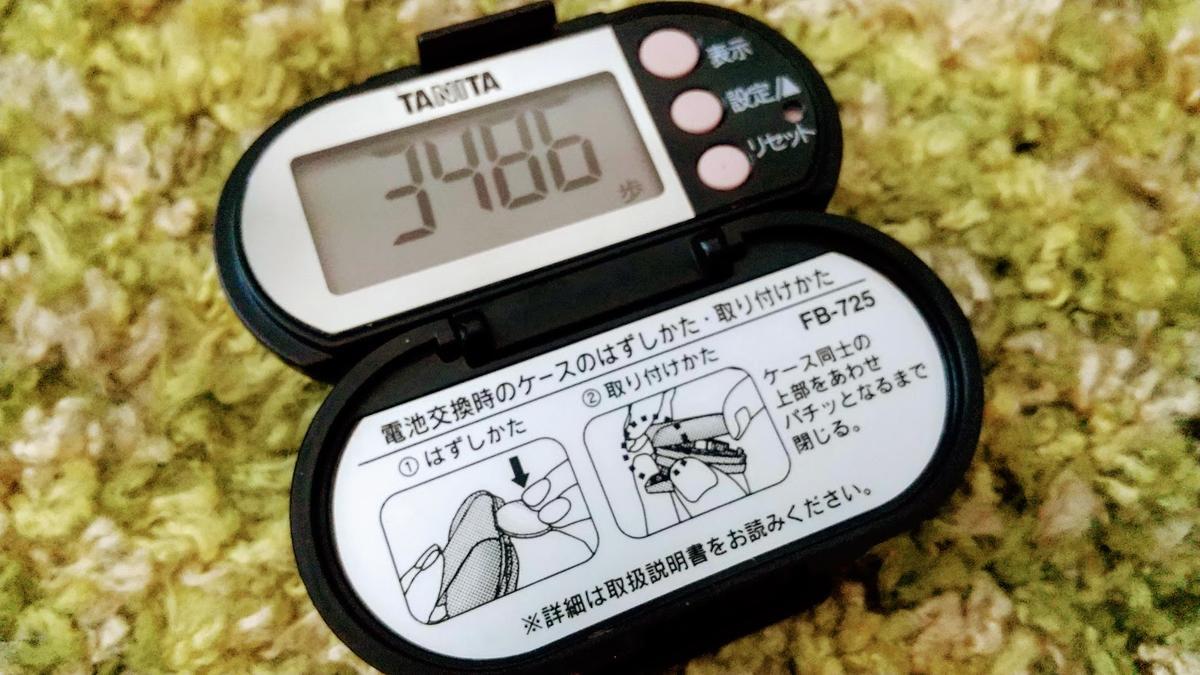 TANITA
3486
歩
表示
設定/▲
リセット
電池交換時のケースのはずしかた・取り付けかた
FB-725
① はずしかた
② 取り付けかた
ケース同士の
上部をあわせ
パチッとなるまで
閉じる。
※詳細は取扱説明書をお読みください。